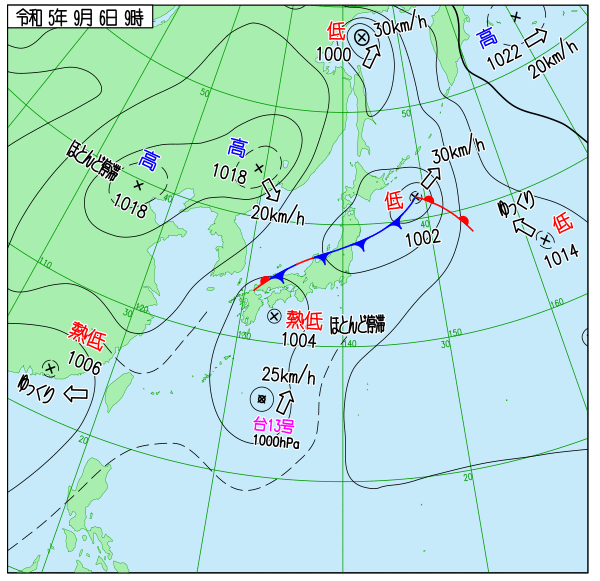 令和 5年 9月 6日 9時
低
1000
30km/h
高
1022
20km/h
50
50
ほとんど停滞
高
1018
高
1018
20km/h
40
30km/h
低
1002
40
ゆっくり
低
1014
110
120
30
130
140
30
150
160
熱低
1006
ゆっくり
熱低
ほとんど停滞
1004
25km/h
台13号
1000hPa
20
20